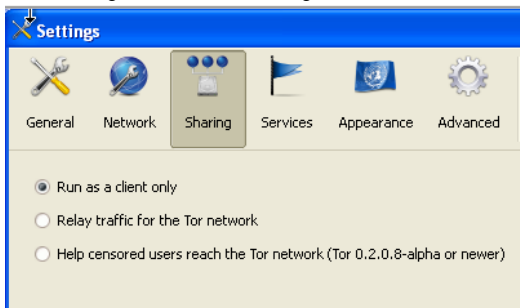 Settings
General Network Sharing Services Appearance Advanced
Run as a client only
Relay traffic for the Tor network
Help censored users reach the Tor network (Tor 0.2.0.8-alpha or newer)